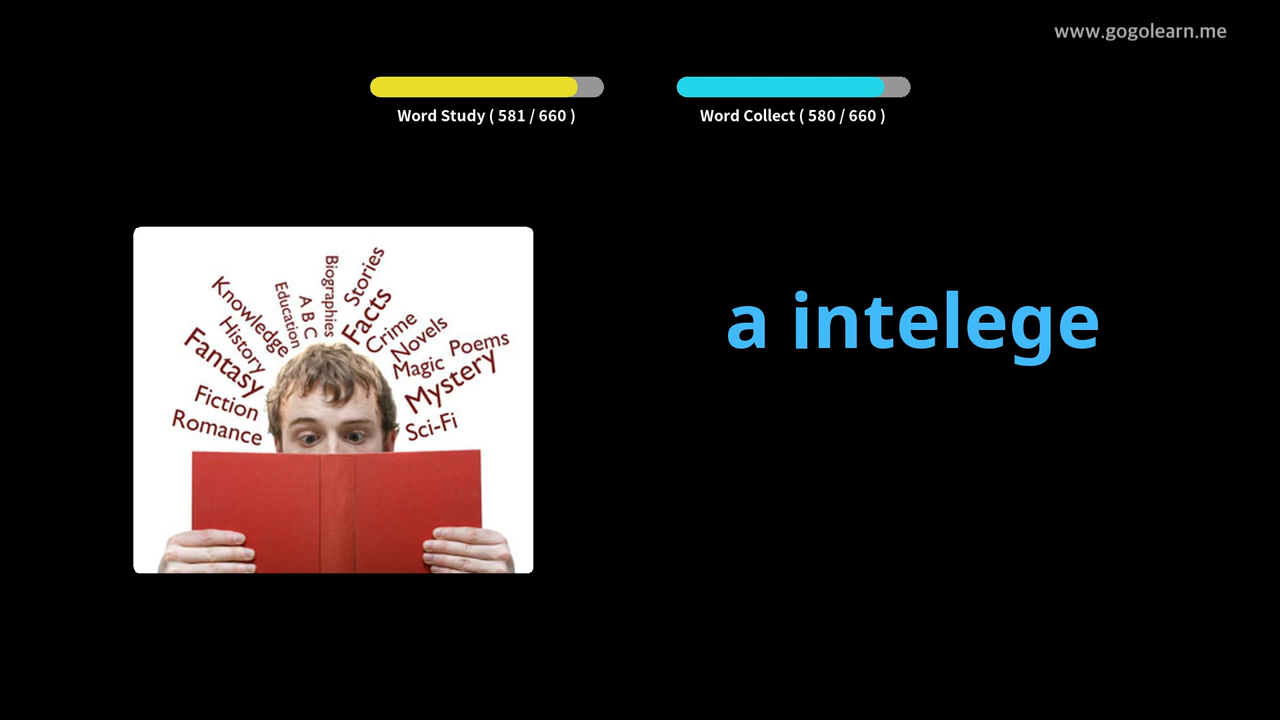 www.gogolearn.me
Word Study ( 581 / 660 )
Word Collect ( 580 / 660 )
a intelege
Biographies
Stories
Education
A B C
Facts
Knowledge
Crime
History
Novels
Poems
Fantasy
Magic
Mystery
Fiction
Romance
Sci-Fi